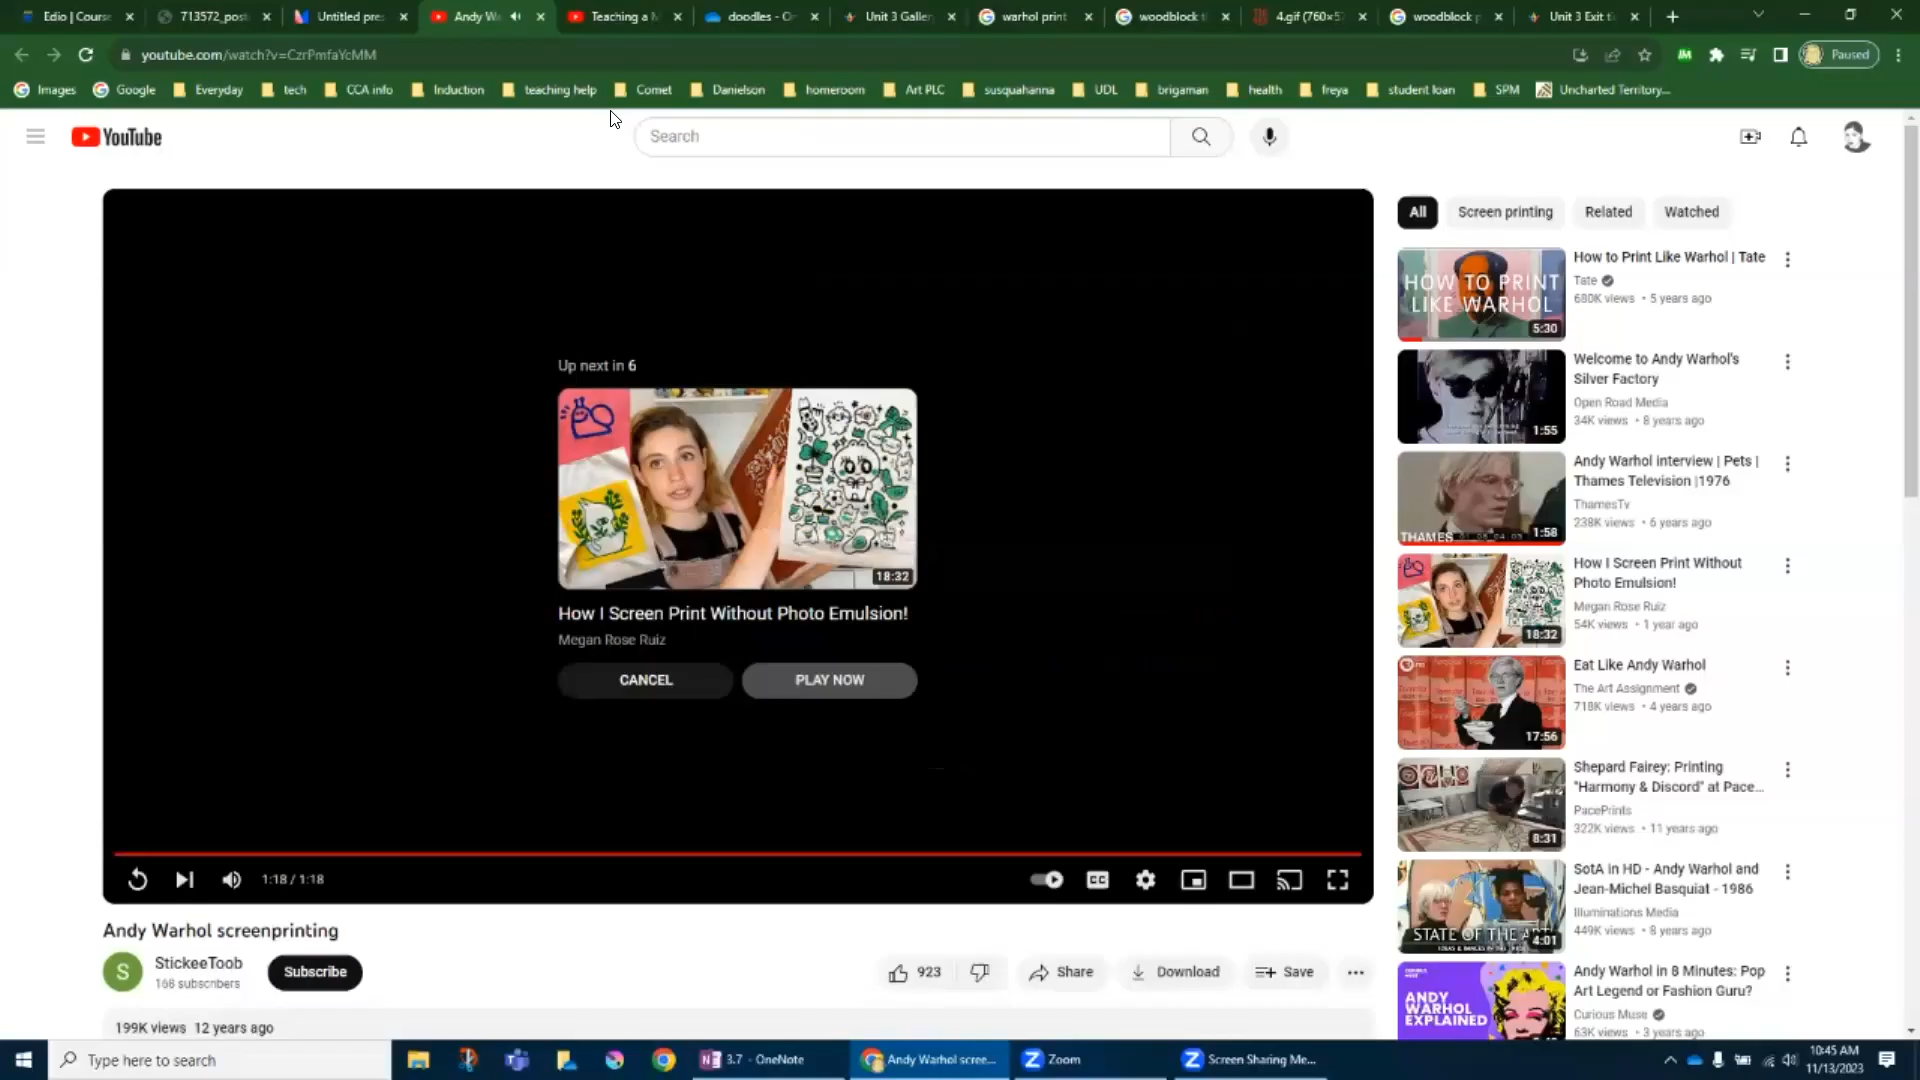 Edio | Course
713572_post
Untitled pres
Andy Wa
Teaching a M
doodles - On
Unit 3 Galler
warhol print
woodblock t
4.gif (760×5
woodblock p
Unit 3 Exit ti
youtube.com/watch?v=CzrPmfaYcMM
Paused
Images
Google
Everyday
tech
CCA info
Induction
teaching help
Comet
Danielson
homeroom
Art PLC
susquahanna
UDL
brigaman
health
freya
student loan
SPM
Uncharted Territory...
YouTube
Search
Up next in 6
18:32
How I Screen Print Without Photo Emulsion!
Megan Rose Ruiz
CANCEL
PLAY NOW
1:18 / 1:18
CC
Andy Warhol screenprinting
S
StickeeToob
168 subscribers
Subscribe
923
Share
Download
Save
199K views 12 years ago
All
Screen printing
Related
Watched
HOW TO PRINT
LIKE WARHOL
5:30
How to Print Like Warhol | Tate
Tate
680K views • 5 years ago
1:55
Welcome to Andy Warhol's
Silver Factory
Open Road Media
34K views • 8 years ago
THAMES
1:58
Andy Warhol interview | Pets |
Thames Television |1976
ThamesTv
238K views • 6 years ago
18:32
How I Screen Print Without
Photo Emulsion!
Megan Rose Ruiz
54K views • 1 year ago
17:56
Eat Like Andy Warhol
The Art Assignment
718K views • 4 years ago
8:31
Shepard Fairey: Printing
"Harmony & Discord" at Pace...
PacePrints
322K views • 11 years ago
STATE OF THE ART
4:01
SotA in HD - Andy Warhol and
Jean-Michel Basquiat - 1986
Illuminations Media
449K views • 8 years ago
ANDY
WARHOL
EXPLAINED
Andy Warhol in 8 Minutes: Pop
Art Legend or Fashion Guru?
Curious Muse
63K views • 3 years ago
Type here to search
3.7 - OneNote
Andy Warhol scree...
Zoom
Screen Sharing Me...
10:45 AM
11/13/2023